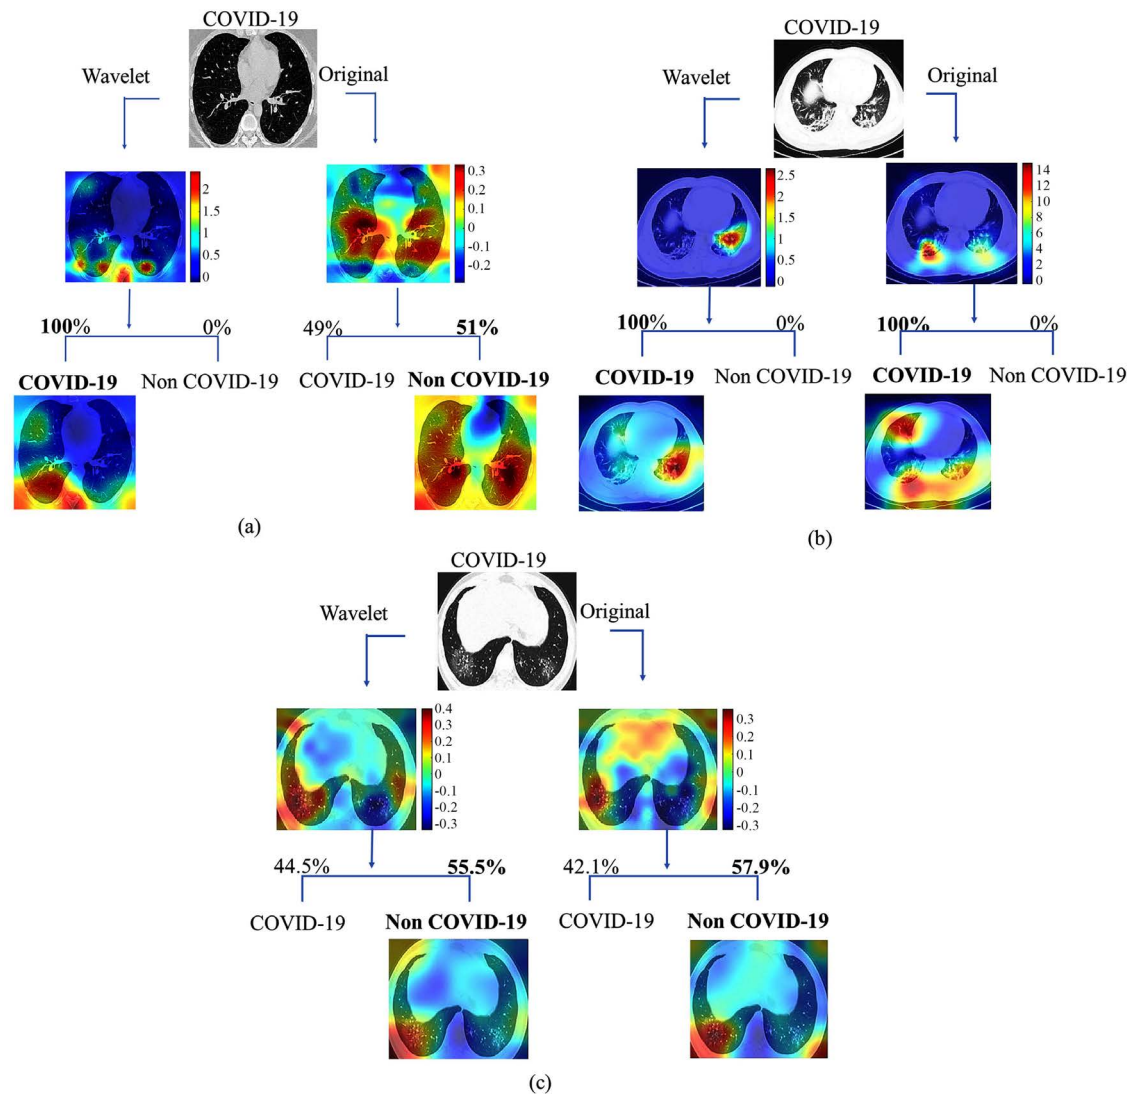 COVID-19
Wavelet
Original
2
1.5
1
0.5
0
0.3
0.2
0.1
0
-0.1
-0.2
100%
0%
49%
51%
COVID-19
Non COVID-19
COVID-19
Non COVID-19
(a)
COVID-19
Wavelet
Original
2.5
2
1.5
1
0.5
0
14
12
10
8
6
4
2
0
100%
0%
100%
0%
COVID-19
Non COVID-19
COVID-19
Non COVID-19
(b)
COVID-19
Wavelet
Original
0.4
0.3
0.2
0.1
0
-0.1
-0.2
-0.3
0.3
0.2
0.1
0
-0.1
-0.2
-0.3
44.5%
55.5%
42.1%
57.9%
COVID-19
Non COVID-19
COVID-19
Non COVID-19
(c)